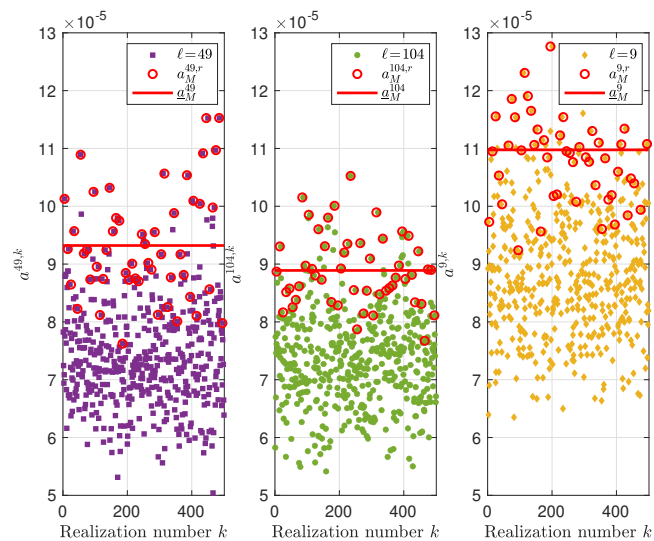 ×10⁻⁵
13
12
11
10
9
8
7
6
5
a^{49,k}
0 200 400
Realization number k
ℓ=49
a_M^{49,r}
a̲_M^{49}
×10⁻⁵
13
12
11
10
9
8
7
6
5
a^{104,k}
0 200 400
Realization number k
ℓ=104
a_M^{104,r}
a̲_M^{104}
×10⁻⁵
13
12
11
10
9
8
7
6
5
a^{9,k}
0 200 400
Realization number k
ℓ=9
a_M^{9,r}
a̲_M^{9}